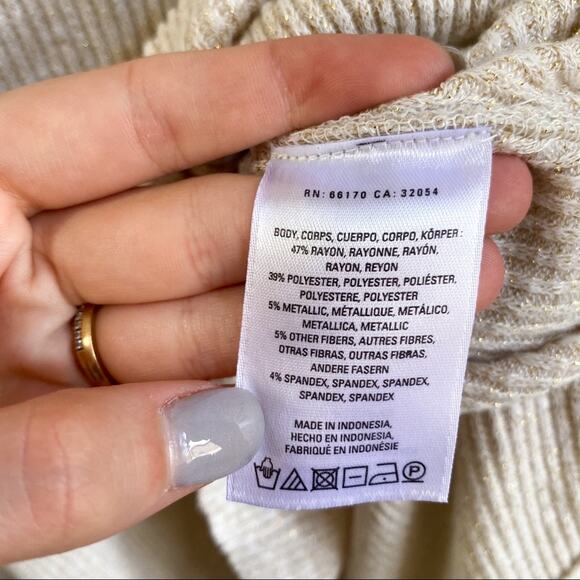 RN: 66170 CA: 32054
BODY, CORPS, CUERPO, CORPO, KÖRPER :
47% RAYON, RAYONNE, RAYÓN,
RAYON, REYON
39% POLYESTER, POLYESTER, POLIÉSTER,
POLYESTERE, POLYESTER
5% METALLIC, MÉTALLIQUE, METÁLICO,
METALLICA, METALLIC
5% OTHER FIBERS, AUTRES FIBRES,
OTRAS FIBRAS, OUTRAS FIBRAS,
ANDERE FASERN
4% SPANDEX, SPANDEX, SPANDEX,
SPANDEX, SPANDEX
MADE IN INDONESIA,
HECHO EN INDONESIA,
FABRIQUÉ EN INDONÉSIE
P